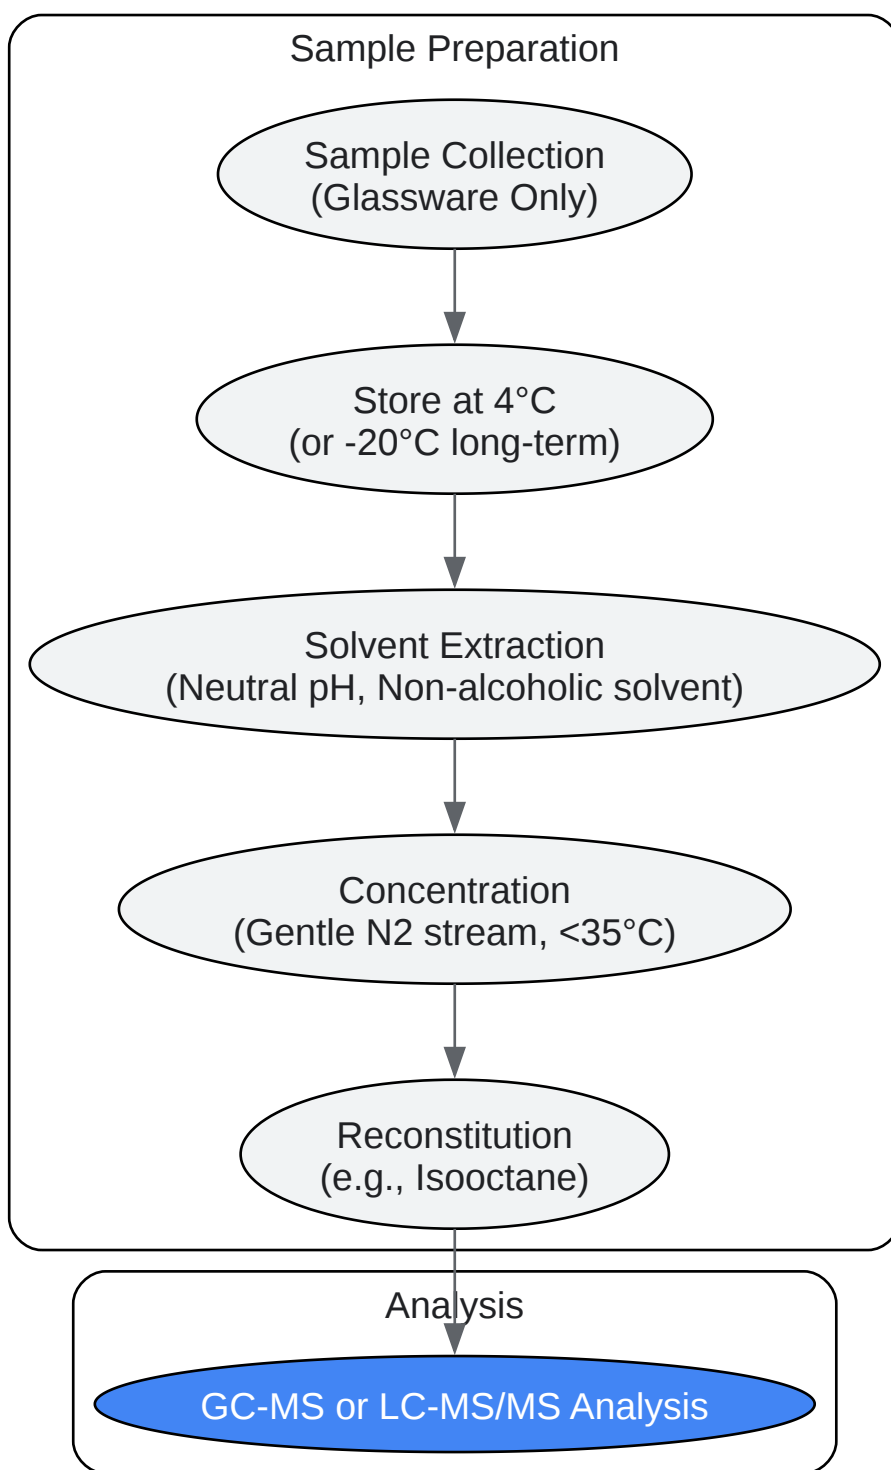 Sample Preparation
Sample Collection
(Glassware Only)
Store at 4°C
(or -20°C long-term)
Solvent Extraction
(Neutral pH, Non-alcoholic solvent)
Concentration
(Gentle N2 stream, <35°C)
Reconstitution
(e.g., Isooctane)
Analysis
GC-MS or LC-MS/MS Analysis